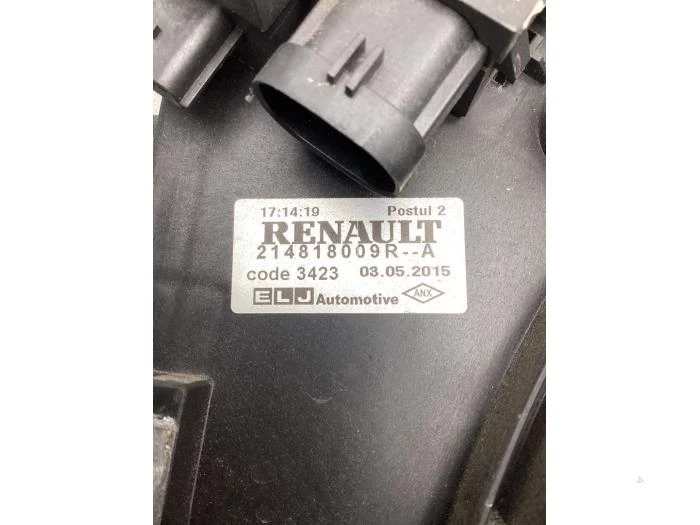 17:14:19 Postul 2
RENAULT
214818009R--A
code 3423 03.05.2015
ELJ Automotive ANX